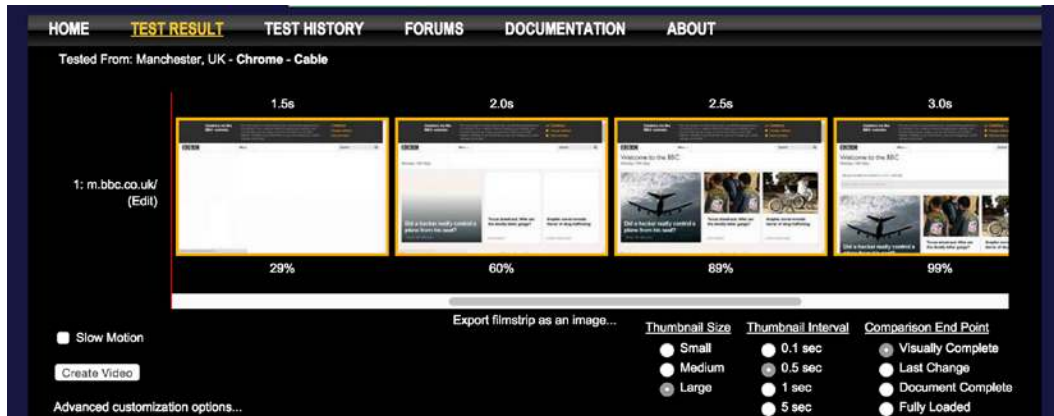 HOME TEST RESULT TEST HISTORY FORUMS DOCUMENTATION ABOUT
Tested From: Manchester, UK - Chrome - Cable
1.5s 2.0s 2.5s 3.0s
1: m.bbc.co.uk/
(Edit)
BBC
BBC
BBC
BBC
Welcome to the BBC
Welcome to the BBC
Did a hacker really control a plane from his seat?
Did a hacker really control a plane from his seat?
Did a hacker really control a
29% 60% 89% 99%
Export filmstrip as an image...
Slow Motion
Create Video
Advanced customization options...
Thumbnail Size
Small
Medium
Large
Thumbnail Interval
0.1 sec
0.5 sec
1 sec
5 sec
Comparison End Point
Visually Complete
Last Change
Document Complete
Fully Loaded